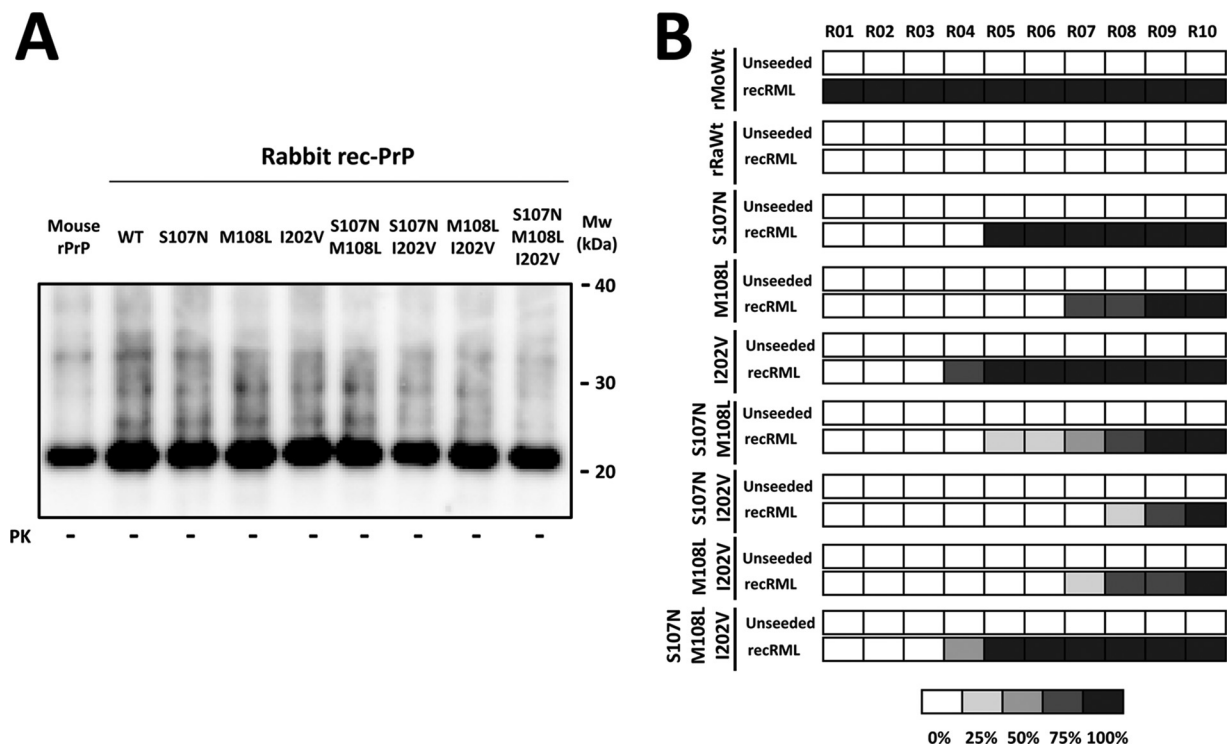 A
Rabbit rec-PrP
Mouse
rPrP
WT
S107N
M108L
I202V
S107N
M108L
S107N
I202V
M108L
I202V
S107N
M108L
I202V
Mw
(kDa)
- 40
- 30
- 20
PK - - - - - - - - -
B
R01 R02 R03 R04 R05 R06 R07 R08 R09 R10
rMoWt
Unseeded
recRML
rRaWt
Unseeded
recRML
S107N
Unseeded
recRML
M108L
Unseeded
recRML
I202V
Unseeded
recRML
S107N
M108L
Unseeded
recRML
S107N
I202V
Unseeded
recRML
M108L
I202V
Unseeded
recRML
S107N
M108L
I202V
Unseeded
recRML
0% 25% 50% 75% 100%